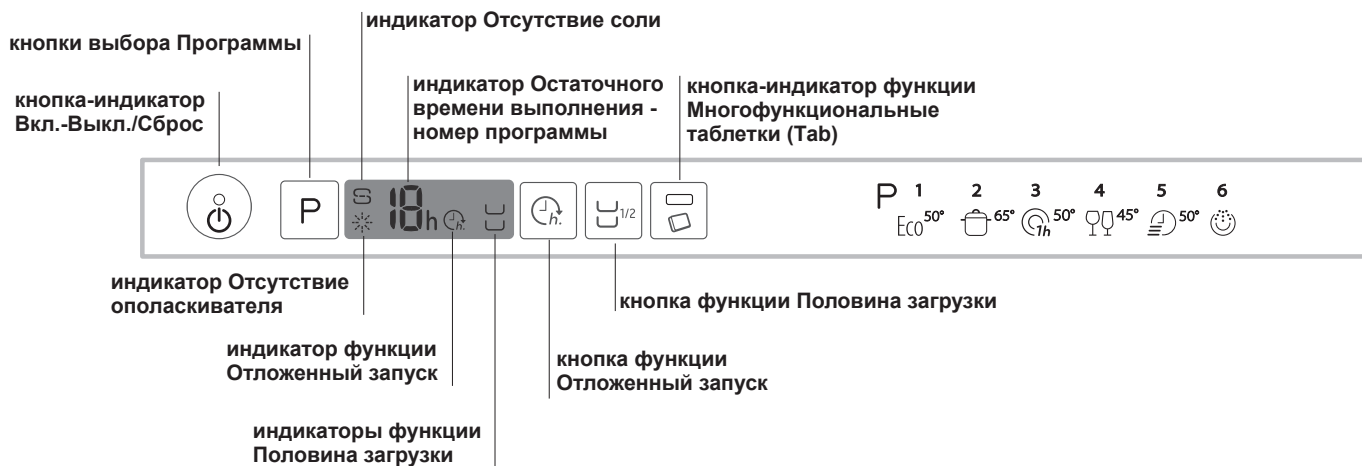 индикатор Отсутствие соли
кнопки выбора Программы
индикатор Остаточного
времени выполнения -
номер программы
кнопка-индикатор функции
Многофункциональные
таблетки (Tab)
кнопка-индикатор
Вкл.-Выкл./Сброс
P
18h
h.
h.
1/2
P 1 2 3 4 5 6
Eco 50° 65° 1h 50° 45° 50°
индикатор Отсутствие
ополаскивателя
кнопка функции Половина загрузки
индикатор функции
Отложенный запуск
кнопка функции
Отложенный запуск
индикаторы функции
Половина загрузки